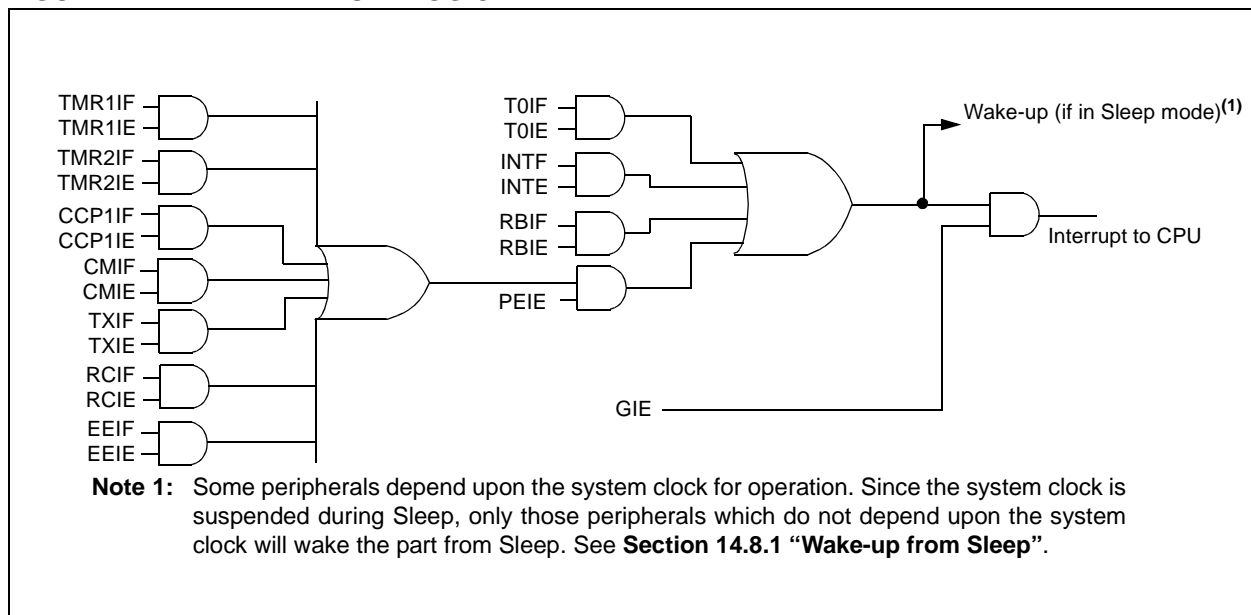 TMR1IF
TMR1IE
TMR2IF
TMR2IE
CCP1IF
CCP1IE
CMIF
CMIE
TXIF
TXIE
RCIF
RCIE
EEIF
EEIE
T0IF
T0IE
INTF
INTE
RBIF
RBIE
PEIE
GIE
Wake-up (if in Sleep mode)(1)
Interrupt to CPU
Note 1: Some peripherals depend upon the system clock for operation. Since the system clock is
suspended during Sleep, only those peripherals which do not depend upon the system
clock will wake the part from Sleep. See Section 14.8.1 “Wake-up from Sleep”.